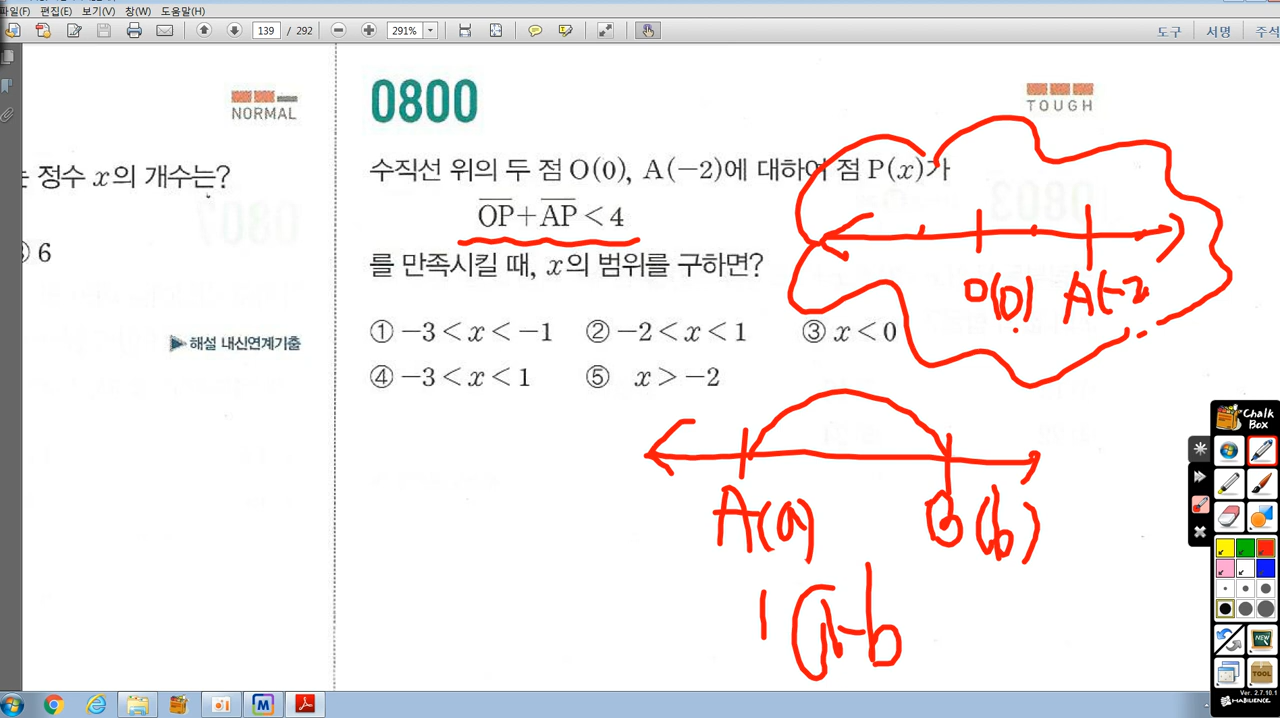 파일(F) 편집(E) 보기(V) 창(W) 도움말(H)
139 / 292 291% 도구 서명 주석
NORMAL
정수 x의 개수는?
6
▶ 해설 내신연계기출
0800
TOUGH
수직선 위의 두 점 O(0), A(−2)에 대하여 점 P(x)가
OP+AP<4
를 만족시킬 때, x의 범위를 구하면?
① −3<x<−1 ② −2<x<1 ③ x<0
④ −3<x<1 ⑤ x>−2
O(0) A(-2
A(a) B(b)
|a-b
Chalk Box
NEW
TOOL
Ver. 2.7.10.1
HABILIENCE